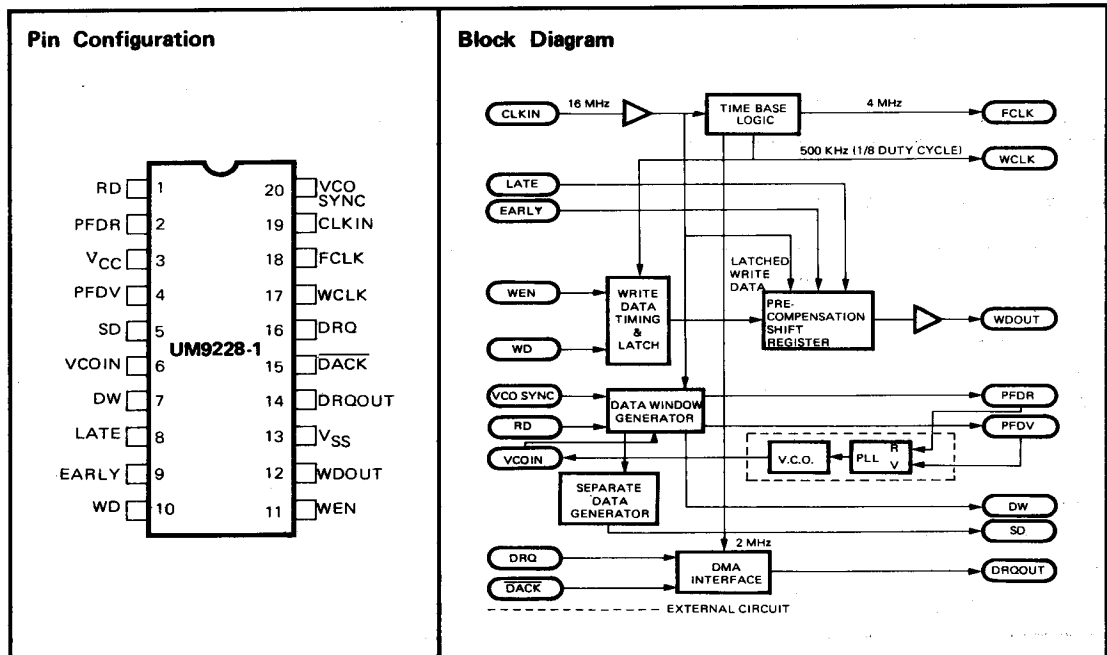 Pin Configuration
RD 1
PFDR 2
VCC 3
PFDV 4
SD 5
VCOIN 6
DW 7
LATE 8
EARLY 9
WD 10
UM9228-1
20 VCO SYNC
19 CLKIN
18 FCLK
17 WCLK
16 DRQ
15 DACK
14 DRQOUT
13 VSS
12 WDOUT
11 WEN
Block Diagram
CLKIN
16 MHz
TIME BASE
LOGIC
4 MHz
FCLK
500 KHz (1/8 DUTY CYCLE)
WCLK
LATE
EARLY
LATCHED
WRITE
DATA
WEN
WD
WRITE
DATA
TIMING
&
LATCH
PRE-
COMPENSATION
SHIFT
REGISTER
WDOUT
VCO SYNC
RD
VCOIN
DATA WINDOW
GENERATOR
PFDR
PFDV
V.C.O.
PLL
R
V
SEPARATE
DATA
GENERATOR
DW
SD
2 MHz
DRQ
DACK
DMA
INTERFACE
DRQOUT
EXTERNAL CIRCUIT